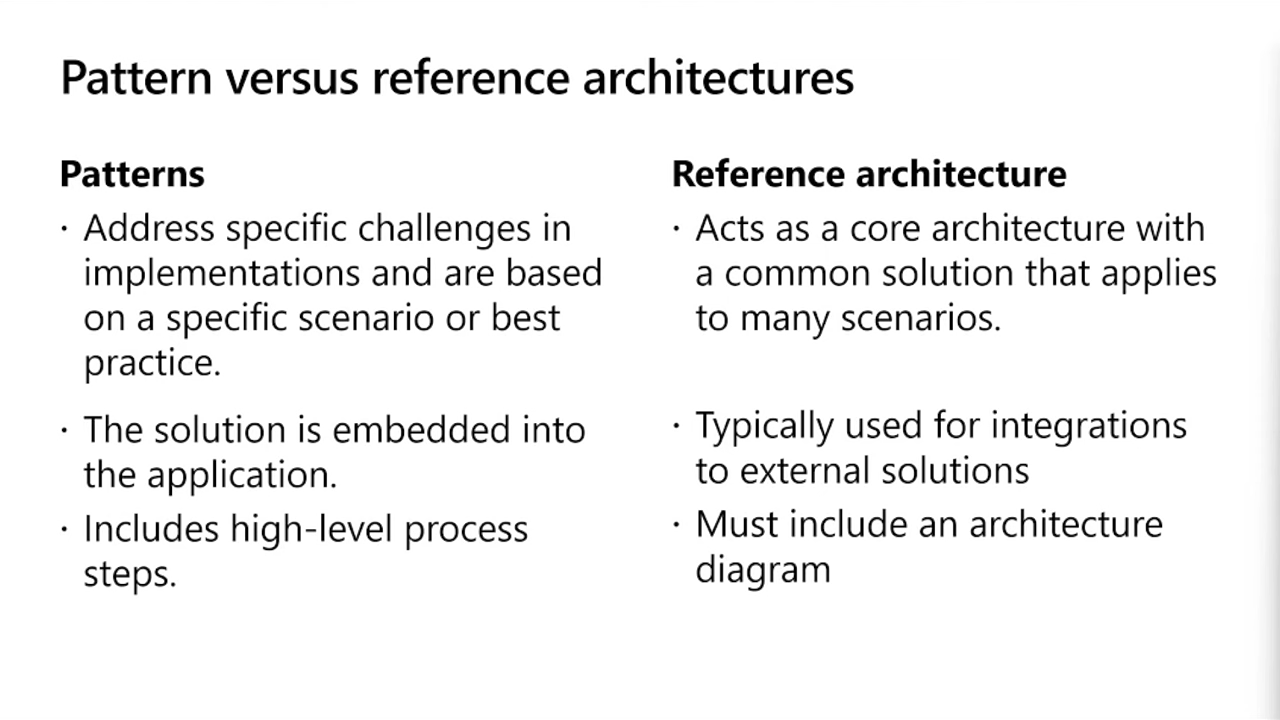 Pattern versus reference architectures
Patterns
· Address specific challenges in
implementations and are based
on a specific scenario or best
practice.
· The solution is embedded into
the application.
· Includes high-level process
steps.
Reference architecture
· Acts as a core architecture with
a common solution that applies
to many scenarios.
· Typically used for integrations
to external solutions
· Must include an architecture
diagram